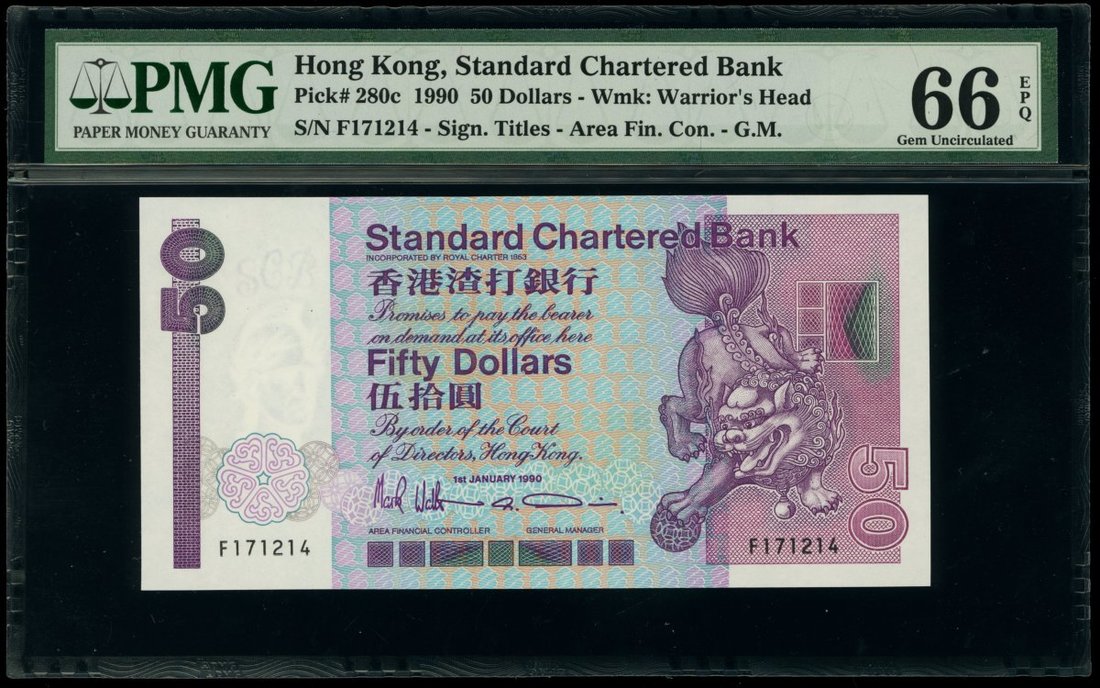 PMG
PAPER MONEY GUARANTY
Hong Kong, Standard Chartered Bank
Pick# 280c 1990 50 Dollars - Wmk: Warrior's Head
S/N F171214 - Sign. Titles - Area Fin. Con. - G.M.
66
EPQ
Gem Uncirculated
50
Standard Chartered Bank
INCORPORATED BY ROYAL CHARTER 1853
香港渣打銀行
Promises to pay the bearer
on demand at its office here
Fifty Dollars
伍拾圓
By order of the Court
of Directors, Hong Kong.
1st JANUARY 1990
AREA FINANCIAL CONTROLLER
GENERAL MANAGER
F171214
F171214
50